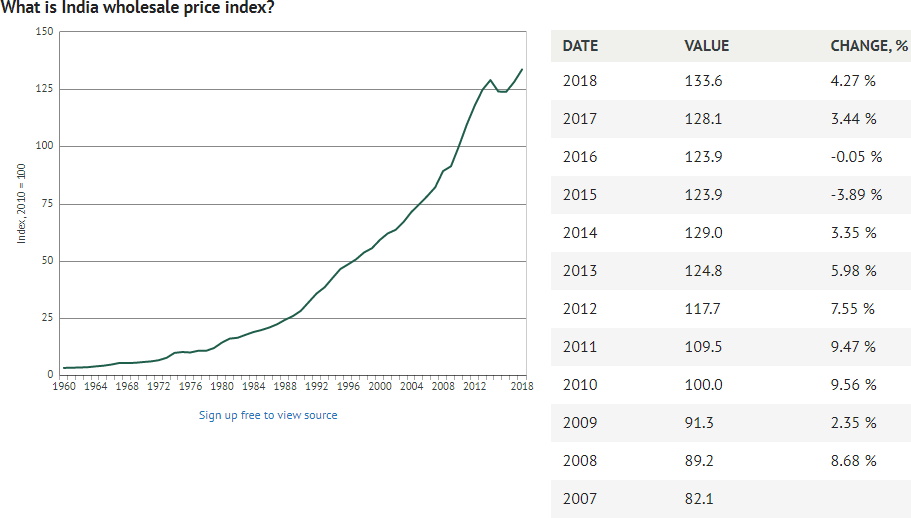 What is India wholesale price index?
150
125
100
75
50
25
0
Index, 2010 = 100
1960 1964 1968 1972 1976 1980 1984 1988 1992 1996 2000 2004 2008 2012 2018
Sign up free to view source
DATE VALUE CHANGE, %
2018 133.6 4.27 %
2017 128.1 3.44 %
2016 123.9 -0.05 %
2015 123.9 -3.89 %
2014 129.0 3.35 %
2013 124.8 5.98 %
2012 117.7 7.55 %
2011 109.5 9.47 %
2010 100.0 9.56 %
2009 91.3 2.35 %
2008 89.2 8.68 %
2007 82.1